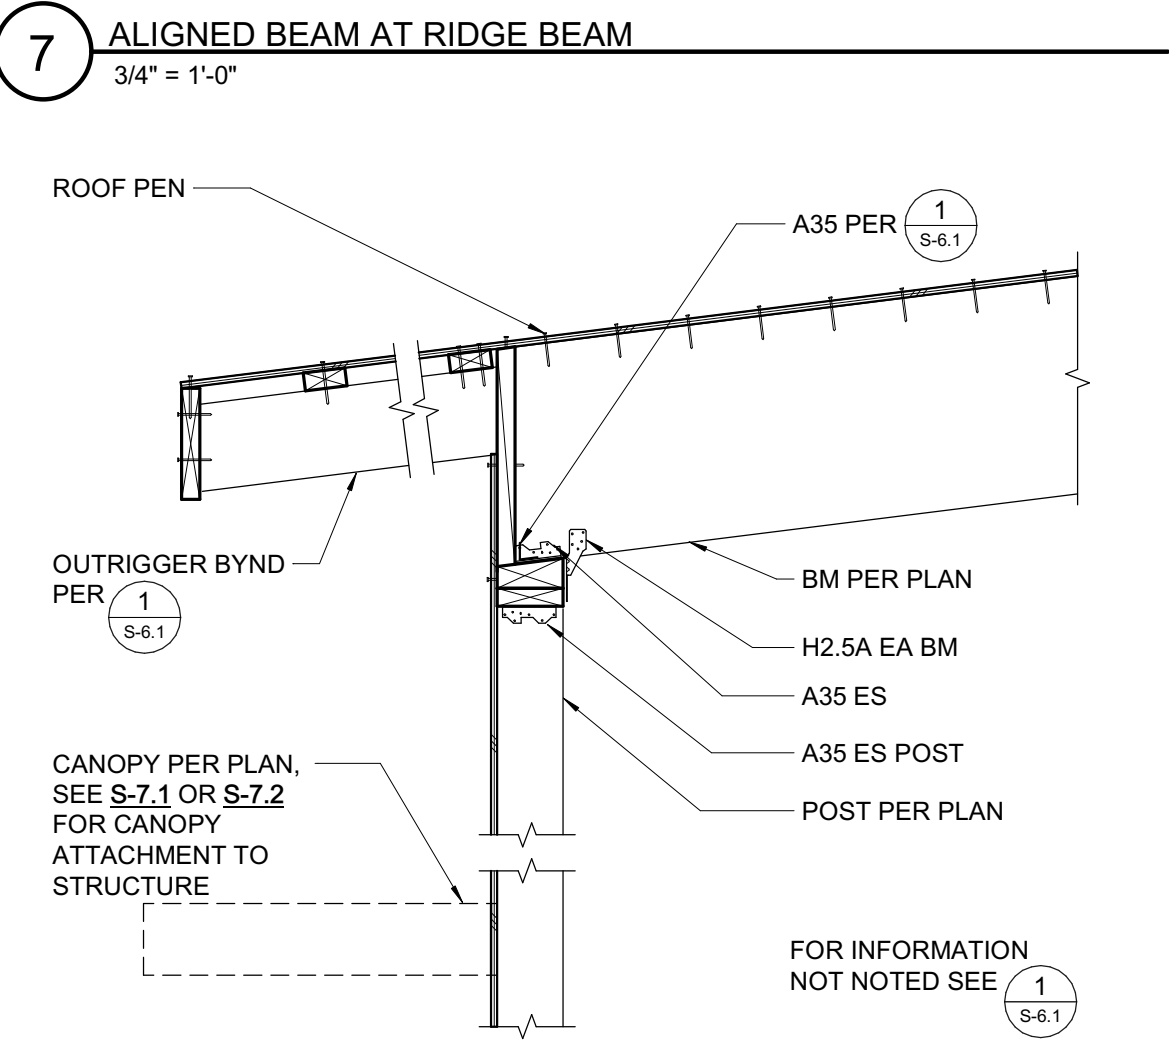 7
ALIGNED BEAM AT RIDGE BEAM
3/4" = 1'-0"
ROOF PEN
A35 PER
1
S-6.1
OUTRIGGER BYND
PER
1
S-6.1
BM PER PLAN
H2.5A EA BM
A35 ES
A35 ES POST
POST PER PLAN
CANOPY PER PLAN,
SEE S-7.1 OR S-7.2
FOR CANOPY
ATTACHMENT TO
STRUCTURE
FOR INFORMATION
NOT NOTED SEE
1
S-6.1